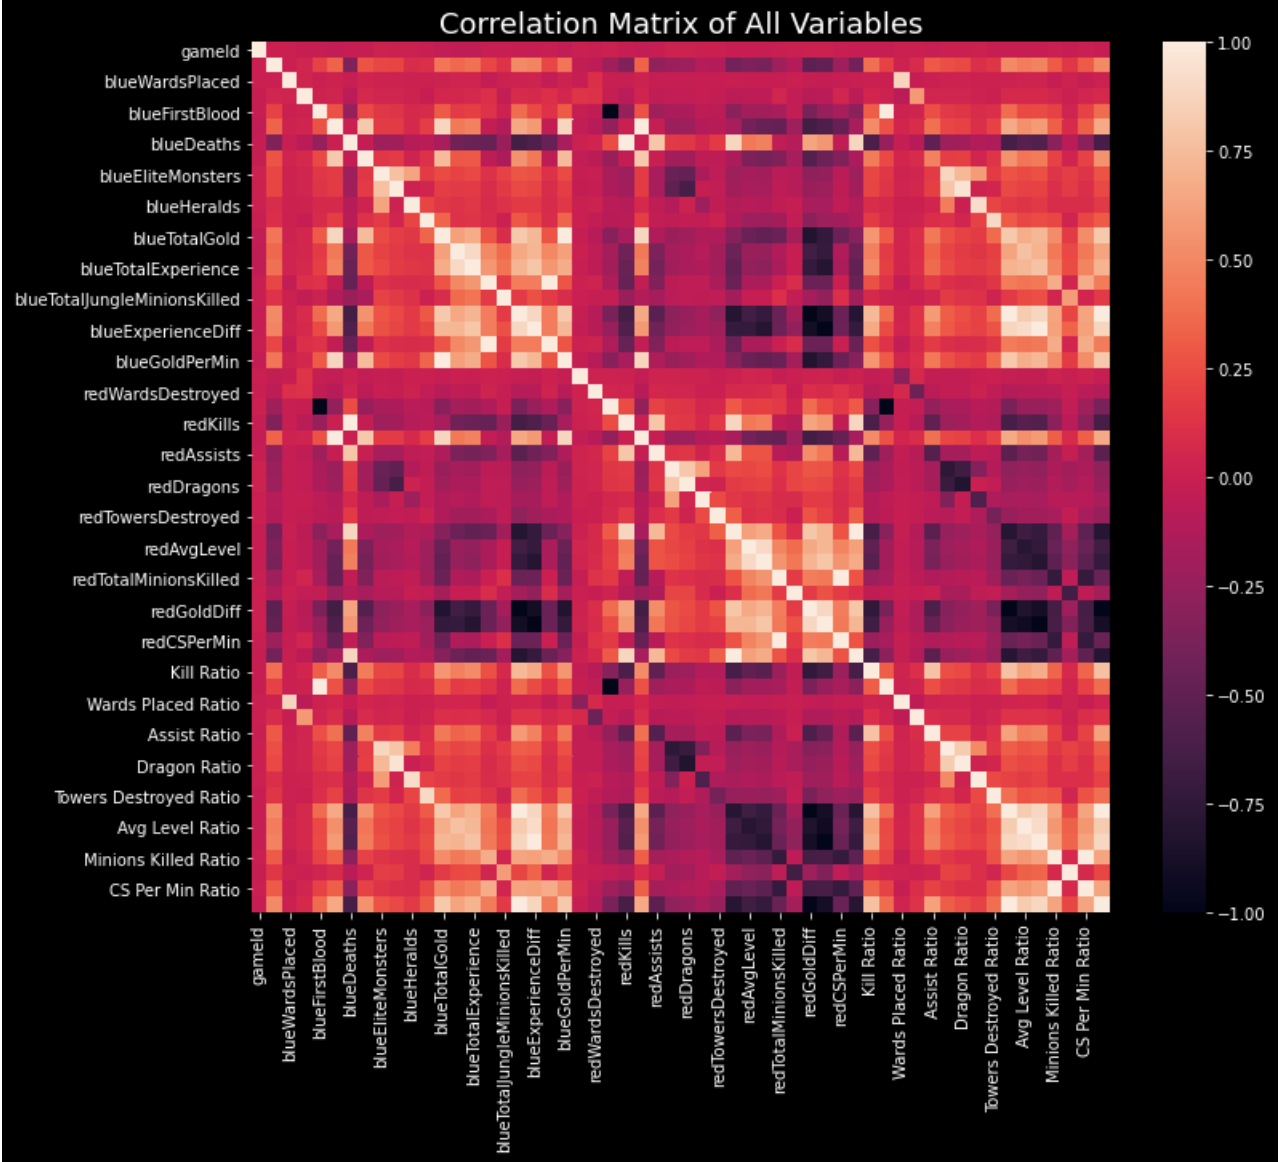 Correlation Matrix of All Variables
gameId
blueWardsPlaced
blueFirstBlood
blueDeaths
blueEliteMonsters
blueHeralds
blueTotalGold
blueTotalExperience
blueTotalJungleMinionsKilled
blueExperienceDiff
blueGoldPerMin
redWardsDestroyed
redKills
redAssists
redDragons
redTowersDestroyed
redAvgLevel
redTotalMinionsKilled
redGoldDiff
redCSPerMin
Kill Ratio
Wards Placed Ratio
Assist Ratio
Dragon Ratio
Towers Destroyed Ratio
Avg Level Ratio
Minions Killed Ratio
CS Per Min Ratio
gameId
blueWardsPlaced
blueFirstBlood
blueDeaths
blueEliteMonsters
blueHeralds
blueTotalGold
blueTotalExperience
blueTotalJungleMinionsKilled
blueExperienceDiff
blueGoldPerMin
redWardsDestroyed
redKills
redAssists
redDragons
redTowersDestroyed
redAvgLevel
redTotalMinionsKilled
redGoldDiff
redCSPerMin
Kill Ratio
Wards Placed Ratio
Assist Ratio
Dragon Ratio
Towers Destroyed Ratio
Avg Level Ratio
Minions Killed Ratio
CS Per Min Ratio
1.00
0.75
0.50
0.25
0.00
−0.25
−0.50
−0.75
−1.00